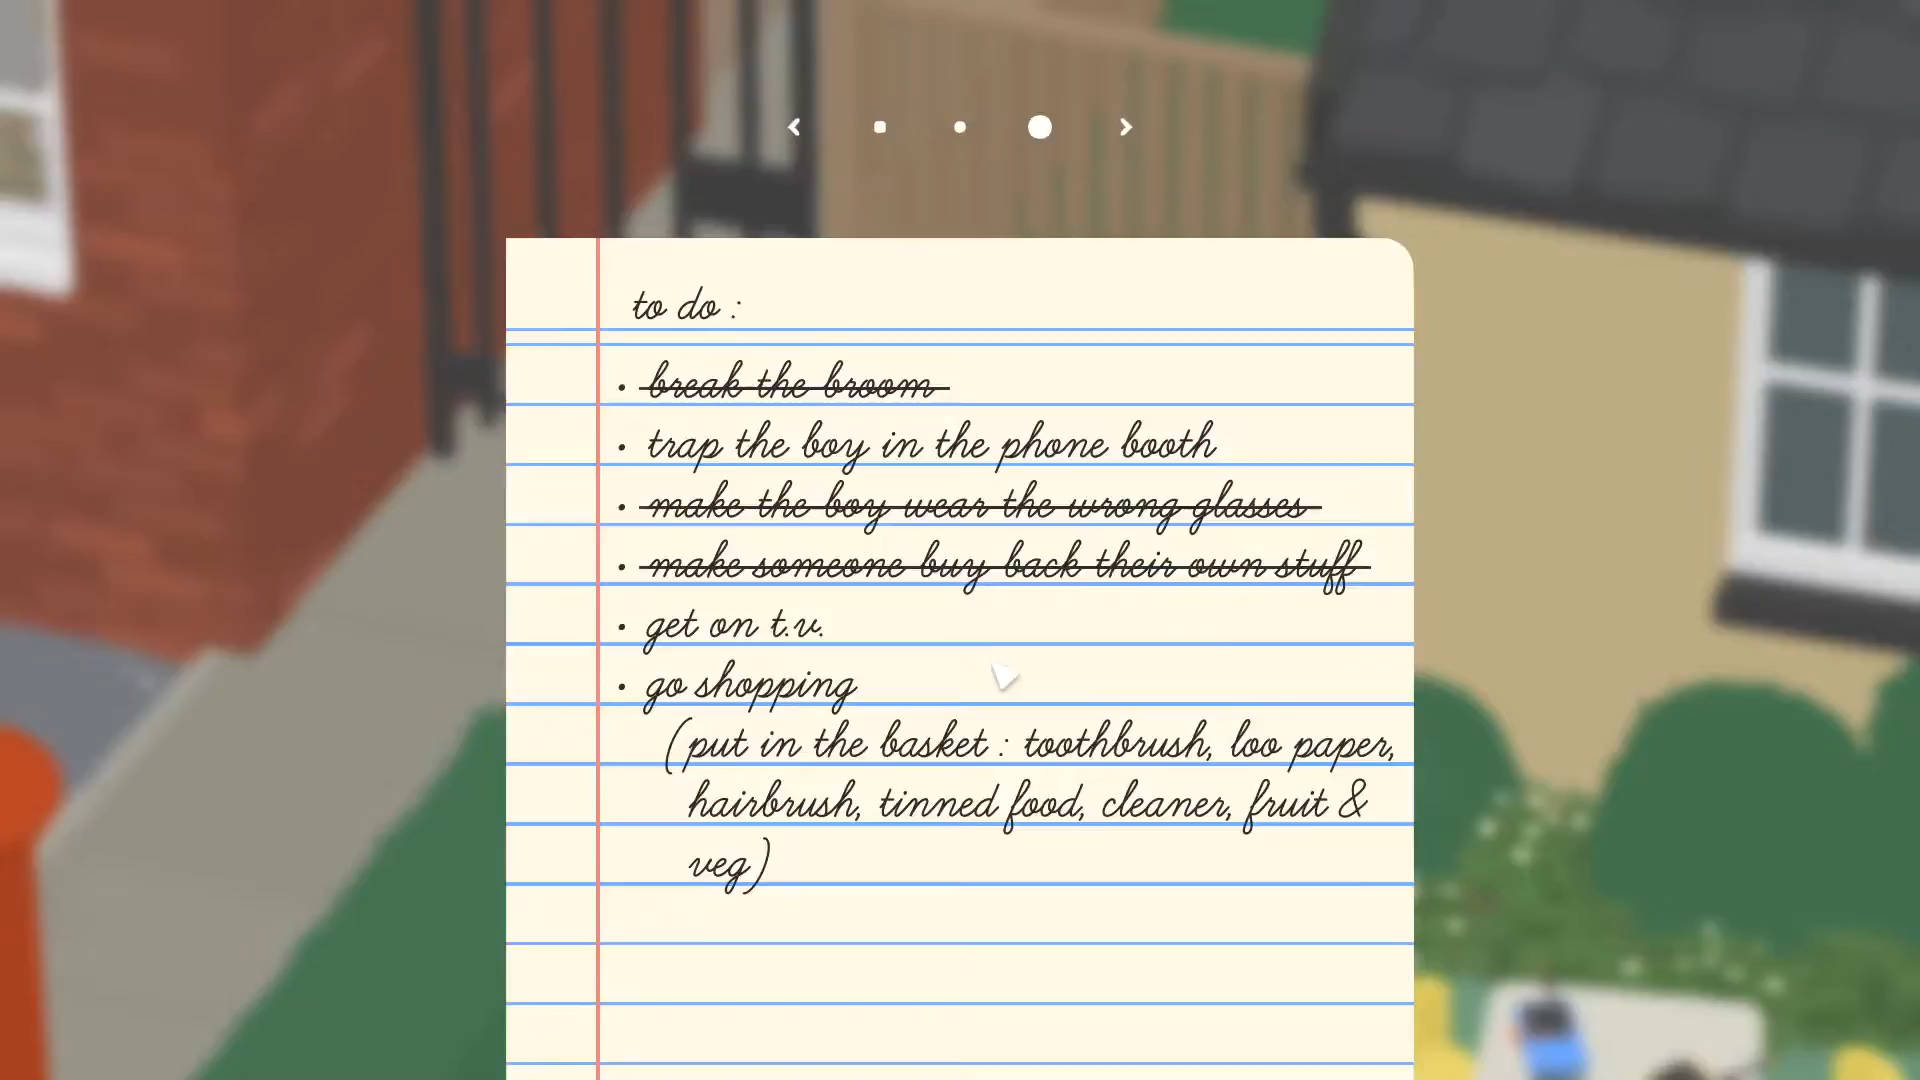 to do :
• break the broom
• trap the boy in the phone booth
• make the boy wear the wrong glasses
• make someone buy back their own stuff
• get on t.v.
• go shopping
(put in the basket : toothbrush, loo paper,
hairbrush, tinned food, cleaner, fruit &
veg)